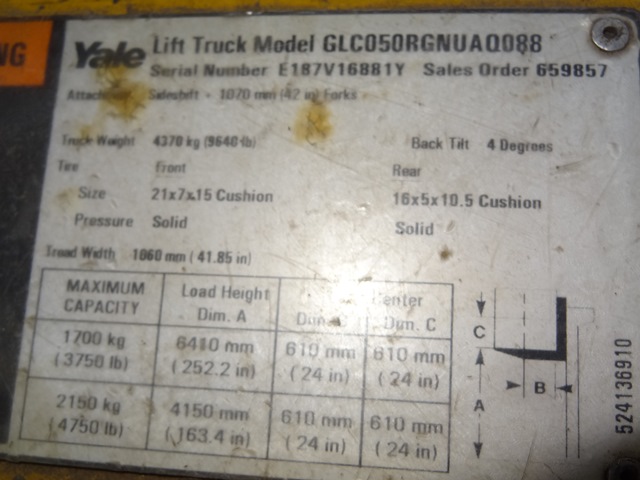 NG
Yale Lift Truck Model GLC050RGNUAQ088
Serial Number E187V16881Y Sales Order 659857
Attachment Sideshift - 1070 mm (42 in) Forks
Truck Weight 4370 kg (9640 lb) Back Tilt 4 Degrees
Tire Front Rear
Size 21x7x15 Cushion 16x5x10.5 Cushion
Pressure Solid Solid
Tread Width 1060 mm (41.85 in)
MAXIMUM CAPACITY Load Height Dim. A Dim. Center Dim. C
1700 kg (3750 lb) 6410 mm (252.2 in) 610 mm (24 in) 610 mm (24 in)
2150 kg (4750 lb) 4150 mm (163.4 in) 610 mm (24 in) 610 mm (24 in)
C
B
A
524136910